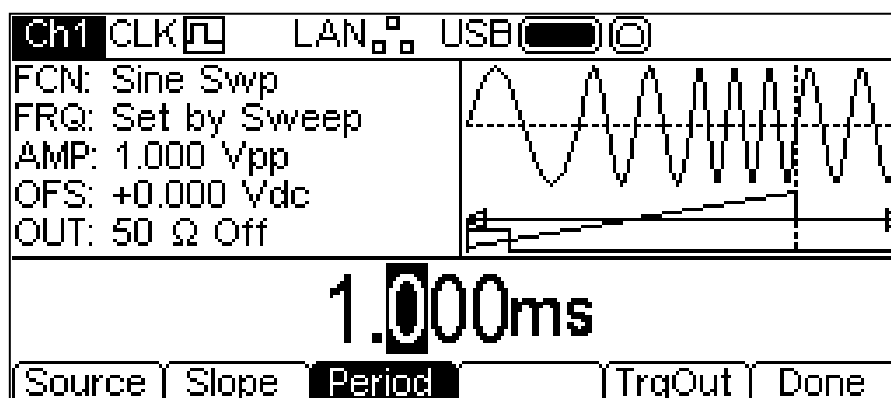 Ch1 CLK LAN USB
FCN: Sine Swp
FRQ: Set by Sweep
AMP: 1.000 Vpp
OFS: +0.000 Vdc
OUT: 50 Ω Off
1.000ms
Source Slope Period TrgOut Done